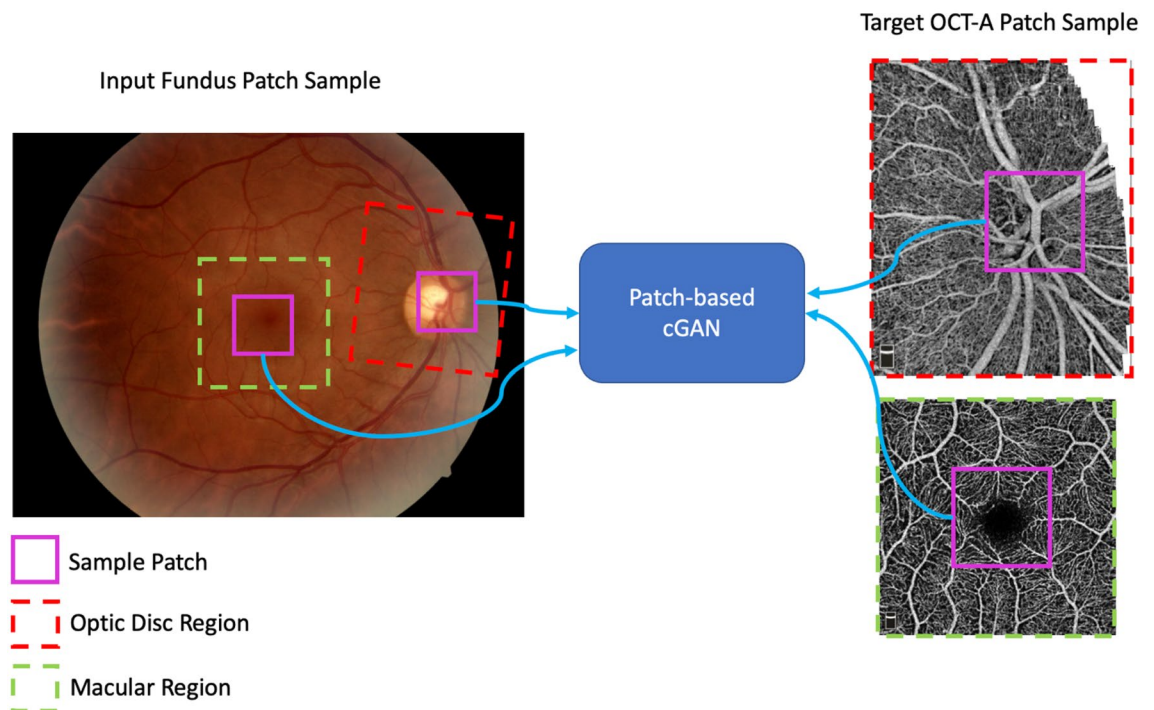 Target OCT-A Patch Sample
Input Fundus Patch Sample
Patch-based
cGAN
Sample Patch
Optic Disc Region
Macular Region